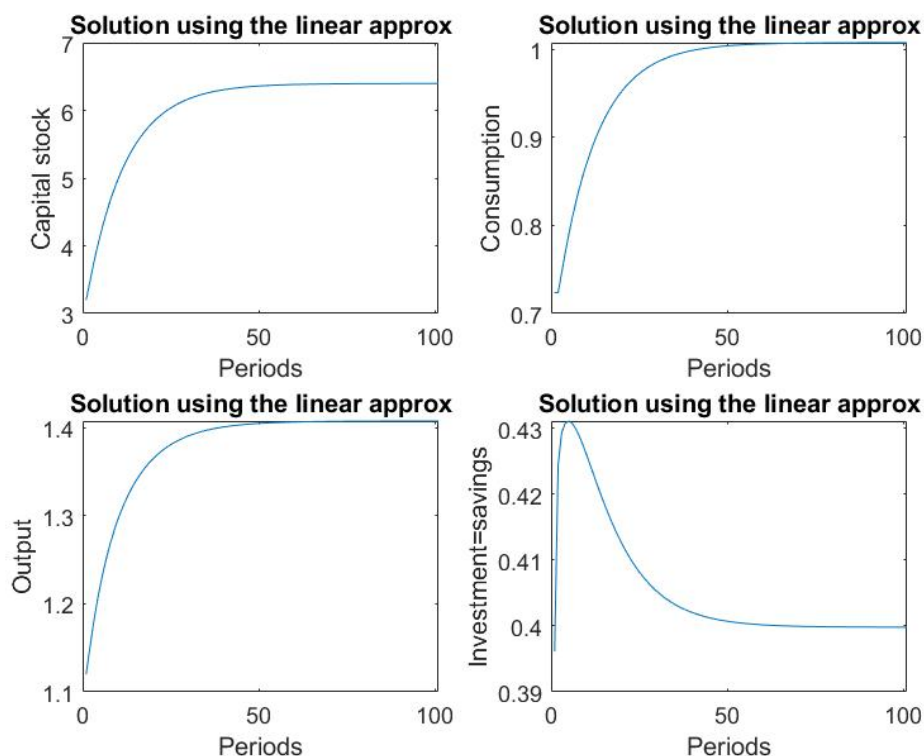 Solution using the linear approx
7
6
5
4
3
Capital stock
0
50
100
Periods
Solution using the linear approx
1
0.9
0.8
0.7
Consumption
0
50
100
Periods
Solution using the linear approx
1.4
1.3
1.2
1.1
Output
0
50
100
Periods
Solution using the linear approx
0.43
0.42
0.41
0.4
0.39
Investment=savings
0
50
100
Periods